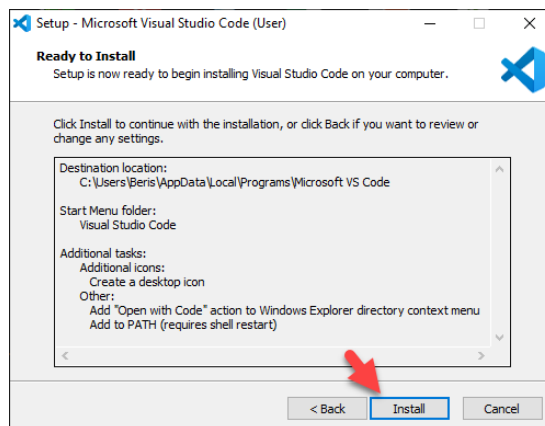 Setup - Microsoft Visual Studio Code (User)
Ready to Install
Setup is now ready to begin installing Visual Studio Code on your computer.
Click Install to continue with the installation, or click Back if you want to review or
change any settings.
Destination location:
C:\Users\Beris\AppData\Local\Programs\Microsoft VS Code
Start Menu folder:
Visual Studio Code
Additional tasks:
Additional icons:
Create a desktop icon
Other:
Add "Open with Code" action to Windows Explorer directory context menu
Add to PATH (requires shell restart)
< Back
Install
Cancel